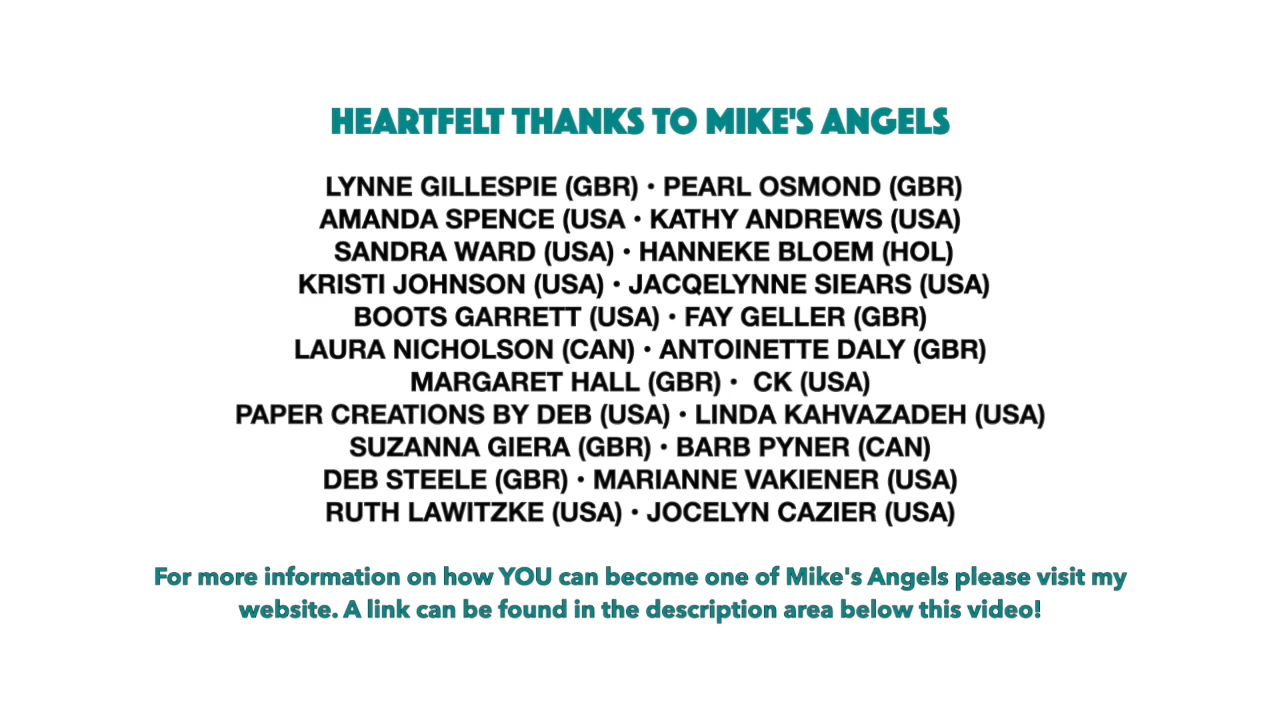 HEARTFELT THANKS TO MIKE'S ANGELS
LYNNE GILLESPIE (GBR) • PEARL OSMOND (GBR)
AMANDA SPENCE (USA • KATHY ANDREWS (USA)
SANDRA WARD (USA) • HANNEKE BLOEM (HOL)
KRISTI JOHNSON (USA) • JACQELYNNE SIEARS (USA)
BOOTS GARRETT (USA) • FAY GELLER (GBR)
LAURA NICHOLSON (CAN) • ANTOINETTE DALY (GBR)
MARGARET HALL (GBR) • CK (USA)
PAPER CREATIONS BY DEB (USA) • LINDA KAHVAZADEH (USA)
SUZANNA GIERA (GBR) • BARB PYNER (CAN)
DEB STEELE (GBR) • MARIANNE VAKIENER (USA)
RUTH LAWITZKE (USA) • JOCELYN CAZIER (USA)
For more information on how YOU can become one of Mike's Angels please visit my
website. A link can be found in the description area below this video!